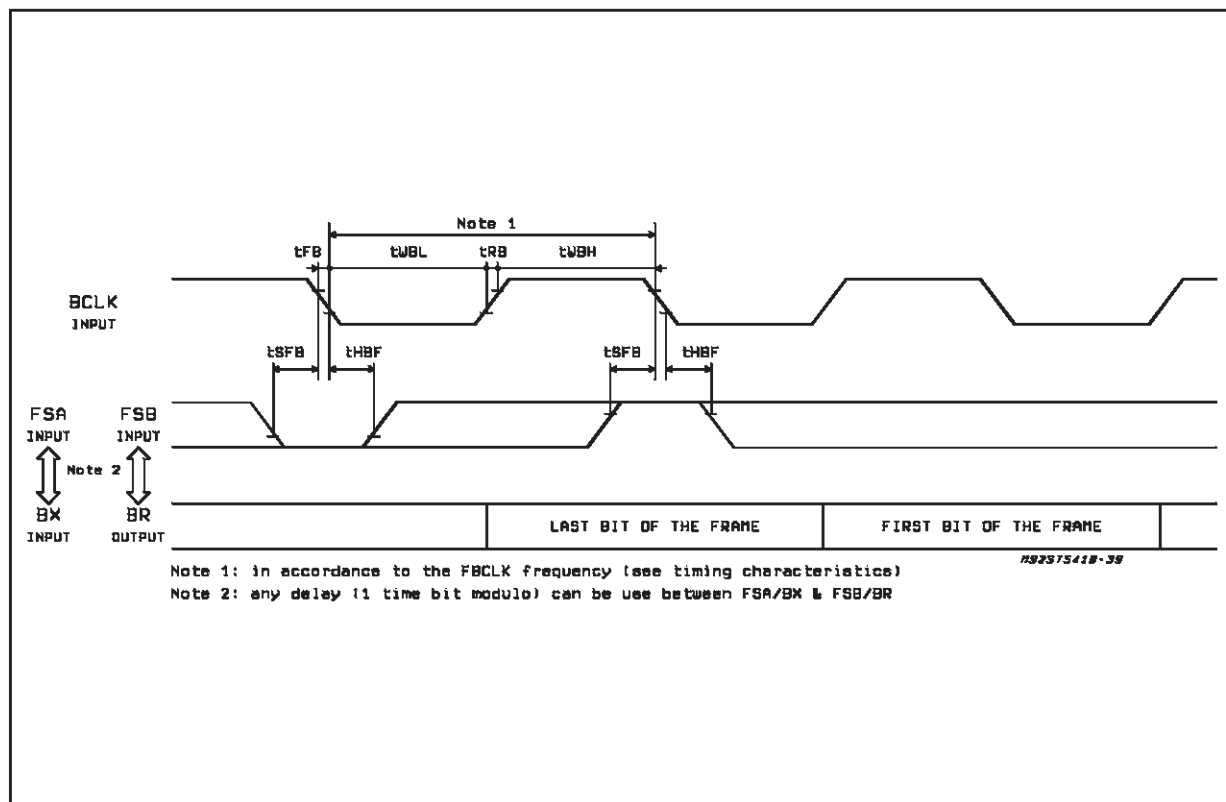 Note 1
tFB tWBL tRB tWBH
BCLK
INPUT
tSFB tHBF tSFB tHBF
FSA FSB
INPUT INPUT
Note 2
BX BR
INPUT OUTPUT
LAST BIT OF THE FRAME FIRST BIT OF THE FRAME
Note 1: in accordance to the FBCLK frequency (see timing characteristics)
Note 2: any delay (1 time bit modulo) can be use between FSA/BX & FSB/BR